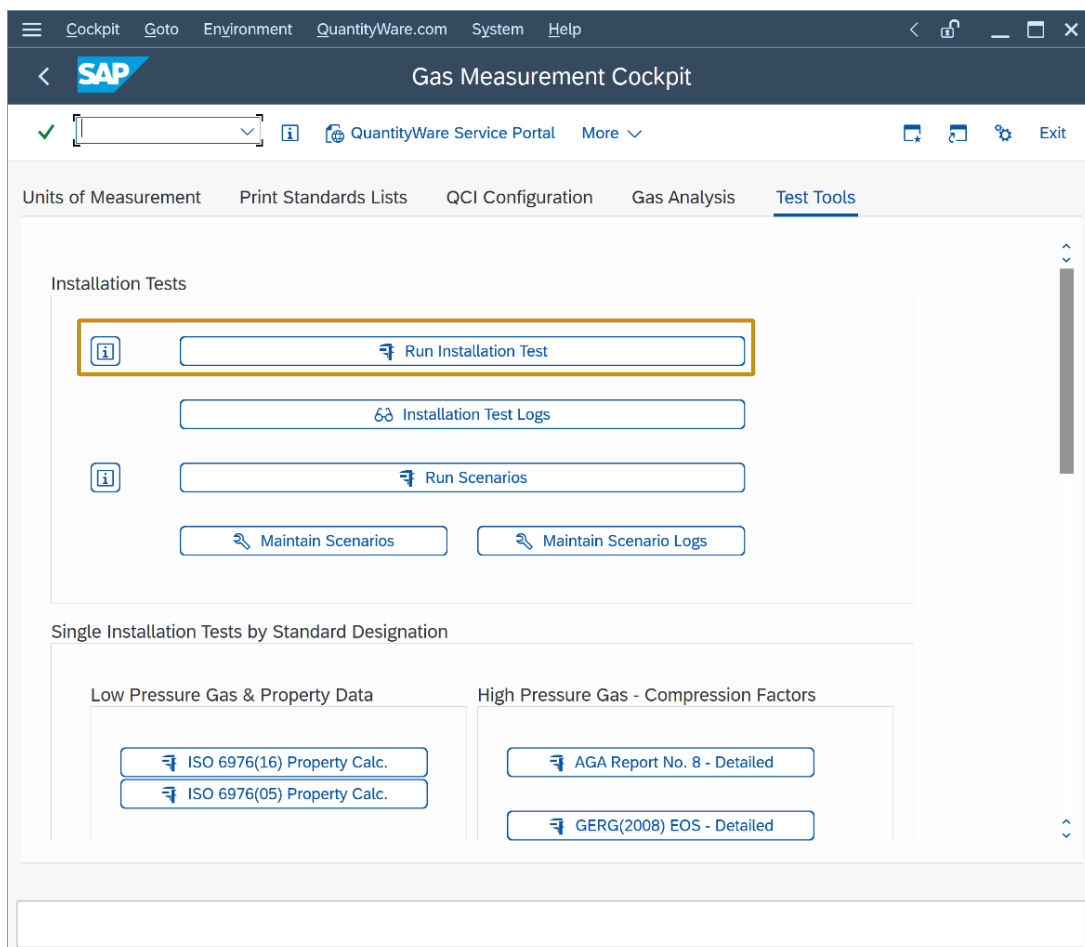 Cockpit Goto Environment QuantityWare.com System Help
SAP Gas Measurement Cockpit
QuantityWare Service Portal More Exit
Units of Measurement Print Standards Lists QCI Configuration Gas Analysis Test Tools
Installation Tests
Run Installation Test
Installation Test Logs
Run Scenarios
Maintain Scenarios Maintain Scenario Logs
Single Installation Tests by Standard Designation
Low Pressure Gas & Property Data High Pressure Gas - Compression Factors
ISO 6976(16) Property Calc. AGA Report No. 8 - Detailed
ISO 6976(05) Property Calc.
GERG(2008) EOS - Detailed